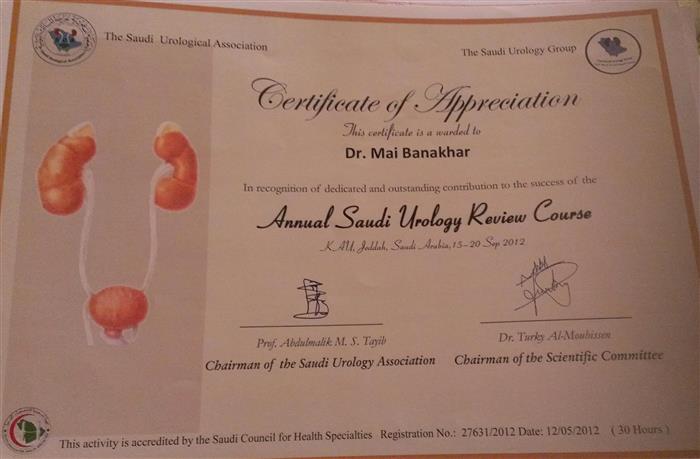 The Saudi Urological Association
The Saudi Urology Group
Certificate of Appreciation
This certificate is a warded to
Dr. Mai Banakhar
In recognition of dedicated and outstanding contribution to the success of the
Annual Saudi Urology Review Course
KAU, Jeddah, Saudi Arabia, 15-20 Sep 2012
Prof. Abdulmalik M. S. Tayib
Dr. Turky Al-Mouhissen
Chairman of the Saudi Urology Association
Chairman of the Scientific Committee
This activity is accredited by the Saudi Council for Health Specialties Registration No.: 27631/2012 Date: 12/05/2012 ( 30 Hours )